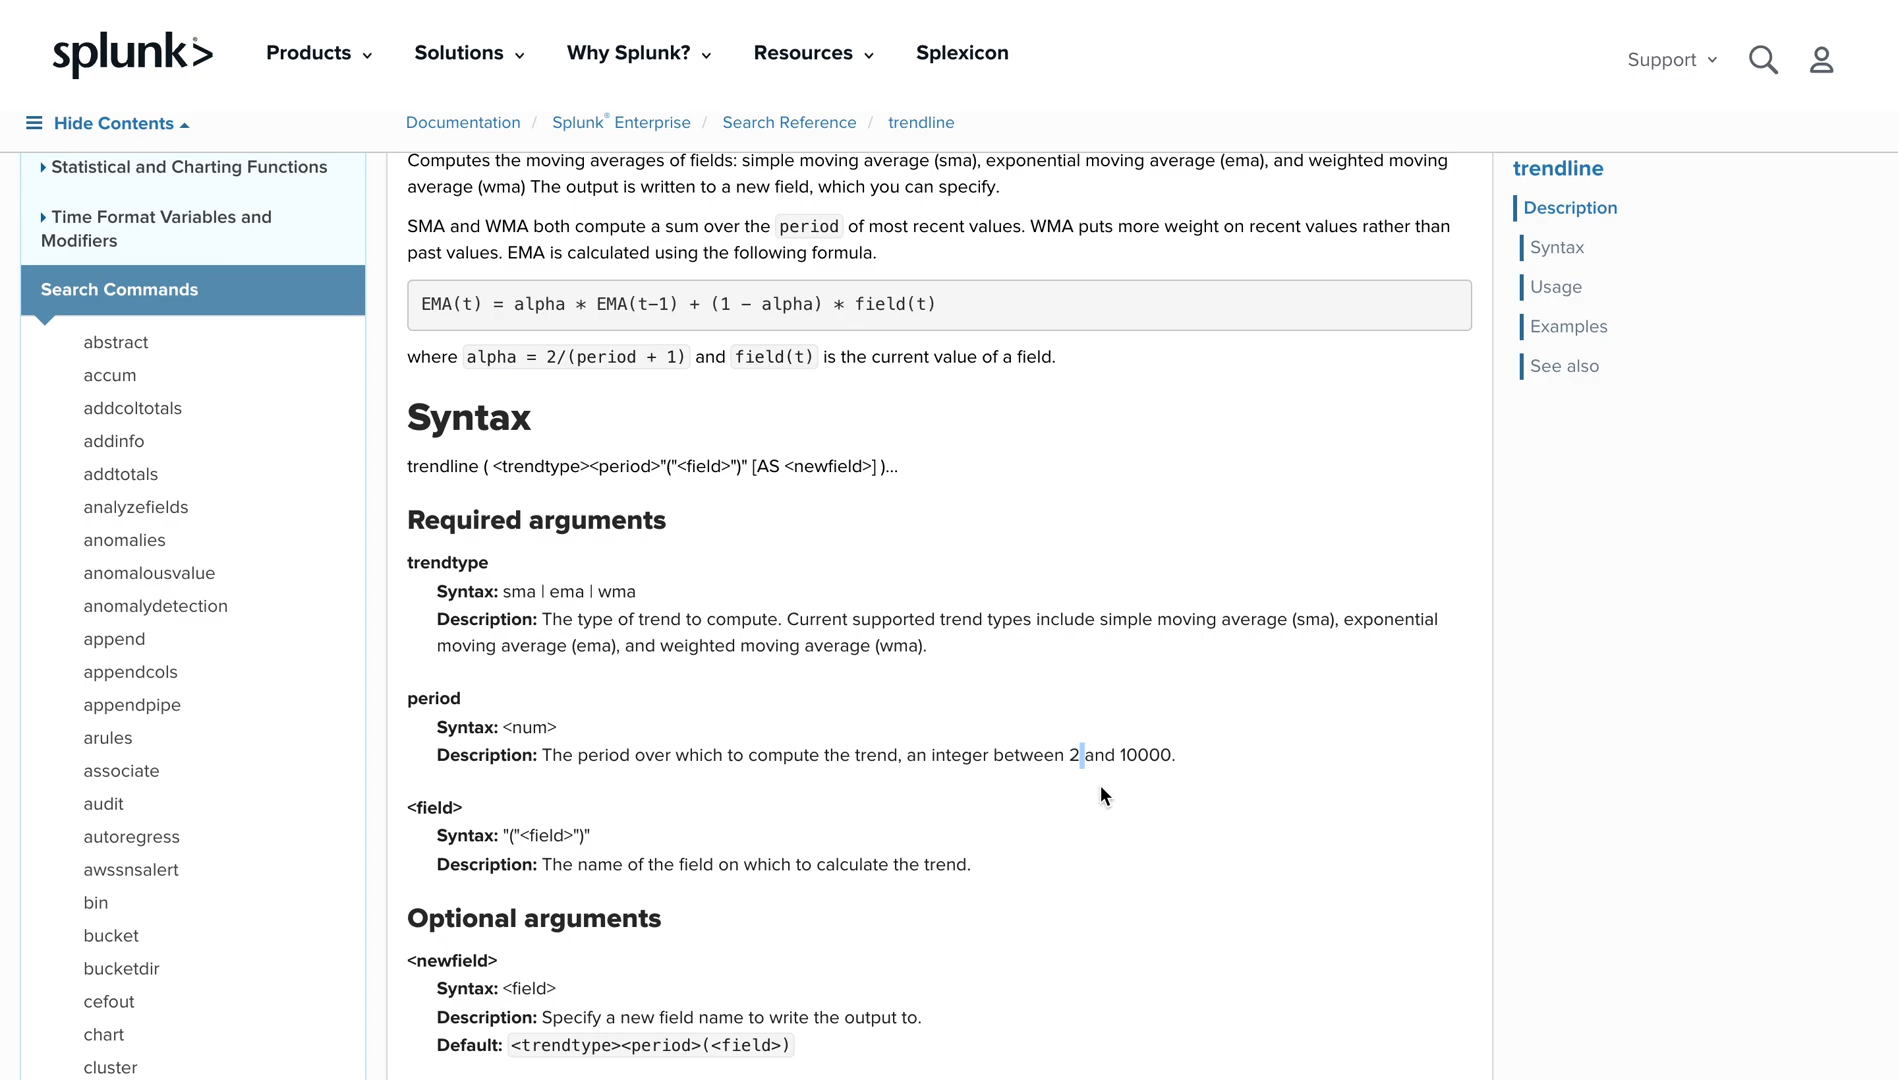 splunk>
Products
Solutions
Why Splunk?
Resources
Splexicon
Support
Hide Contents
Documentation / Splunk® Enterprise / Search Reference / trendline
Statistical and Charting Functions
Time Format Variables and
Modifiers
Search Commands
abstract
accum
addcoltotals
addinfo
addtotals
analyzefields
anomalies
anomalousvalue
anomalydetection
append
appendcols
appendpipe
arules
associate
audit
autoregress
awssnsalert
bin
bucket
bucketdir
cefout
chart
cluster
Computes the moving averages of fields: simple moving average (sma), exponential moving average (ema), and weighted moving
average (wma) The output is written to a new field, which you can specify.
SMA and WMA both compute a sum over the period of most recent values. WMA puts more weight on recent values rather than
past values. EMA is calculated using the following formula.
EMA(t) = alpha * EMA(t-1) + (1 - alpha) * field(t)
where alpha = 2/(period + 1) and field(t) is the current value of a field.
Syntax
trendline ( <trendtype><period>"("<field>")" [AS <newfield>] )...
Required arguments
trendtype
Syntax: sma | ema | wma
Description: The type of trend to compute. Current supported trend types include simple moving average (sma), exponential
moving average (ema), and weighted moving average (wma).
period
Syntax: <num>
Description: The period over which to compute the trend, an integer between 2 and 10000.
<field>
Syntax: "("<field>")"
Description: The name of the field on which to calculate the trend.
Optional arguments
<newfield>
Syntax: <field>
Description: Specify a new field name to write the output to.
Default: <trendtype><period>(<field>)
trendline
Description
Syntax
Usage
Examples
See also